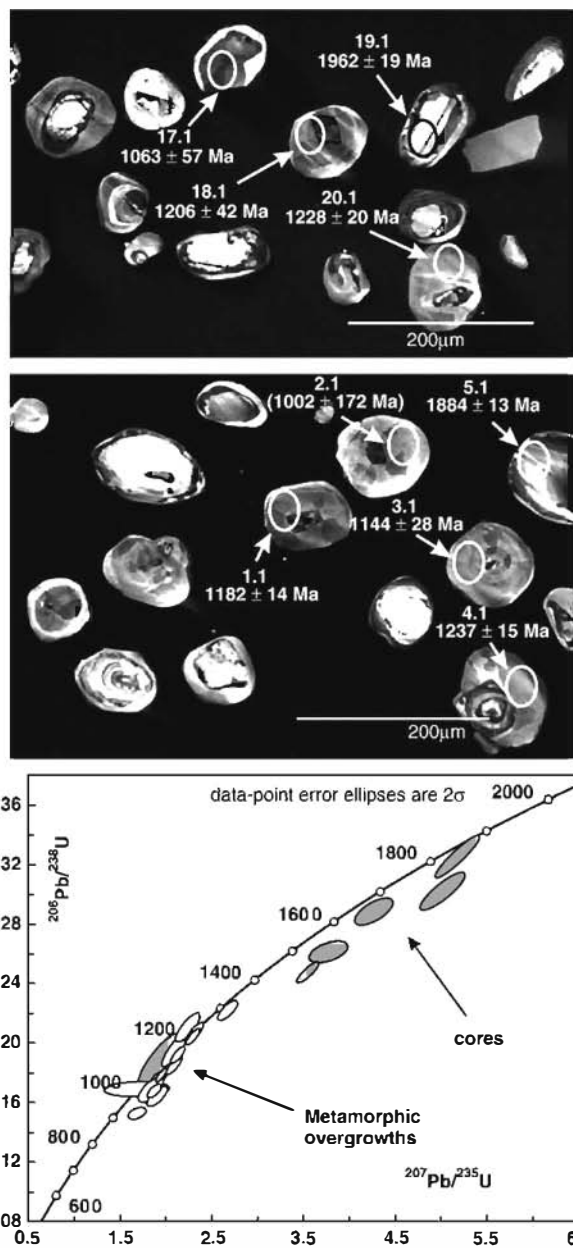 19.1
1962 ± 19 Ma
17.1
1063 ± 57 Ma
18.1
1206 ± 42 Ma
20.1
1228 ± 20 Ma
200µm
2.1
(1002 ± 172 Ma)
5.1
1884 ± 13 Ma
3.1
1144 ± 28 Ma
1.1
1182 ± 14 Ma
4.1
1237 ± 15 Ma
200µm
data-point error ellipses are 2σ
2000
36
32
28
24
20
16
12
08
206Pb/238U
1800
1600
1400
1200
1000
800
600
cores
Metamorphic
overgrowths
207Pb/235U
0.5
1.5
2.5
3.5
4.5
5.5
6